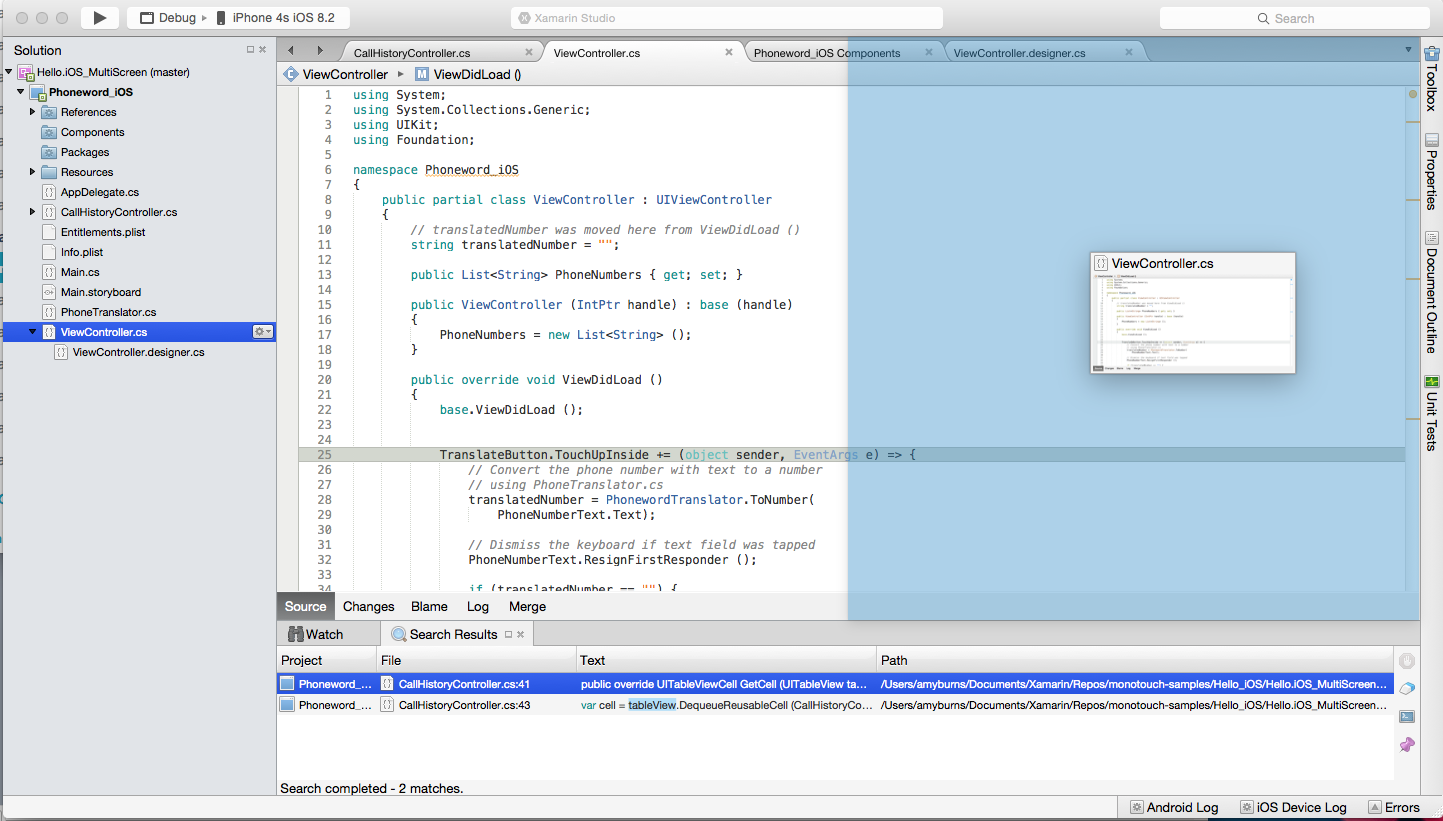 Debug ▸ iPhone 4s iOS 8.2
Xamarin Studio
Search
Solution
Hello.iOS_MultiScreen (master)
Phoneword_iOS
References
Components
Packages
Resources
AppDelegate.cs
CallHistoryController.cs
Entitlements.plist
Info.plist
Main.cs
Main.storyboard
PhoneTranslator.cs
ViewController.cs
ViewController.designer.cs
CallHistoryController.cs
ViewController.cs
Phoneword_iOS Components
ViewController.designer.cs
C ViewController ▸ M ViewDidLoad ()
1 using System;
2 using System.Collections.Generic;
3 using UIKit;
4 using Foundation;
5
6 namespace Phoneword_iOS
7 {
8 public partial class ViewController : UIViewController
9 {
10 // translatedNumber was moved here from ViewDidLoad ()
11 string translatedNumber = "";
12
13 public List<String> PhoneNumbers { get; set; }
14
15 public ViewController (IntPtr handle) : base (handle)
16 {
17 PhoneNumbers = new List<String> ();
18 }
19
20 public override void ViewDidLoad ()
21 {
22 base.ViewDidLoad ();
23
24
25 TranslateButton.TouchUpInside += (object sender, EventArgs e) => {
26 // Convert the phone number with text to a number
27 // using PhoneTranslator.cs
28 translatedNumber = PhonewordTranslator.ToNumber(
29 PhoneNumberText.Text);
30
31 // Dismiss the keyboard if text field was tapped
32 PhoneNumberText.ResignFirstResponder ();
33
34 if (translatedNumber == "") {
ViewController.cs
Toolbox
Properties
Document Outline
Unit Tests
Source Changes Blame Log Merge
Watch
Search Results
Project File Text Path
Phoneword_... CallHistoryController.cs:41 public override UITableViewCell GetCell (UITableView ta... /Users/amyburns/Documents/Xamarin/Repos/monotouch-samples/Hello_iOS/Hello.iOS_MultiScreen...
Phoneword_... CallHistoryController.cs:43 var cell = tableView.DequeueReusableCell (CallHistoryCo... /Users/amyburns/Documents/Xamarin/Repos/monotouch-samples/Hello_iOS/Hello.iOS_MultiScreen...
Search completed - 2 matches.
Android Log iOS Device Log Errors